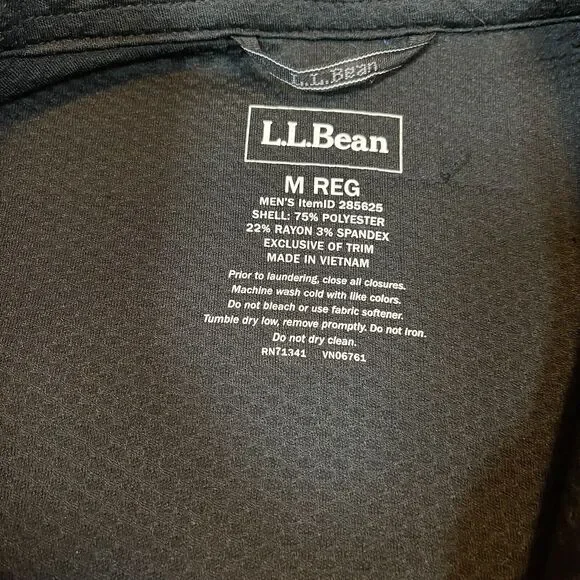 L.L.Bean
L.L.Bean
M REG
MEN'S ItemID 285625
SHELL: 75% POLYESTER
22% RAYON 3% SPANDEX
EXCLUSIVE OF TRIM
MADE IN VIETNAM
Prior to laundering, close all closures.
Machine wash cold with like colors.
Do not bleach or use fabric softener.
Tumble dry low, remove promptly. Do not Iron.
Do not dry clean.
RN71341 VN06761